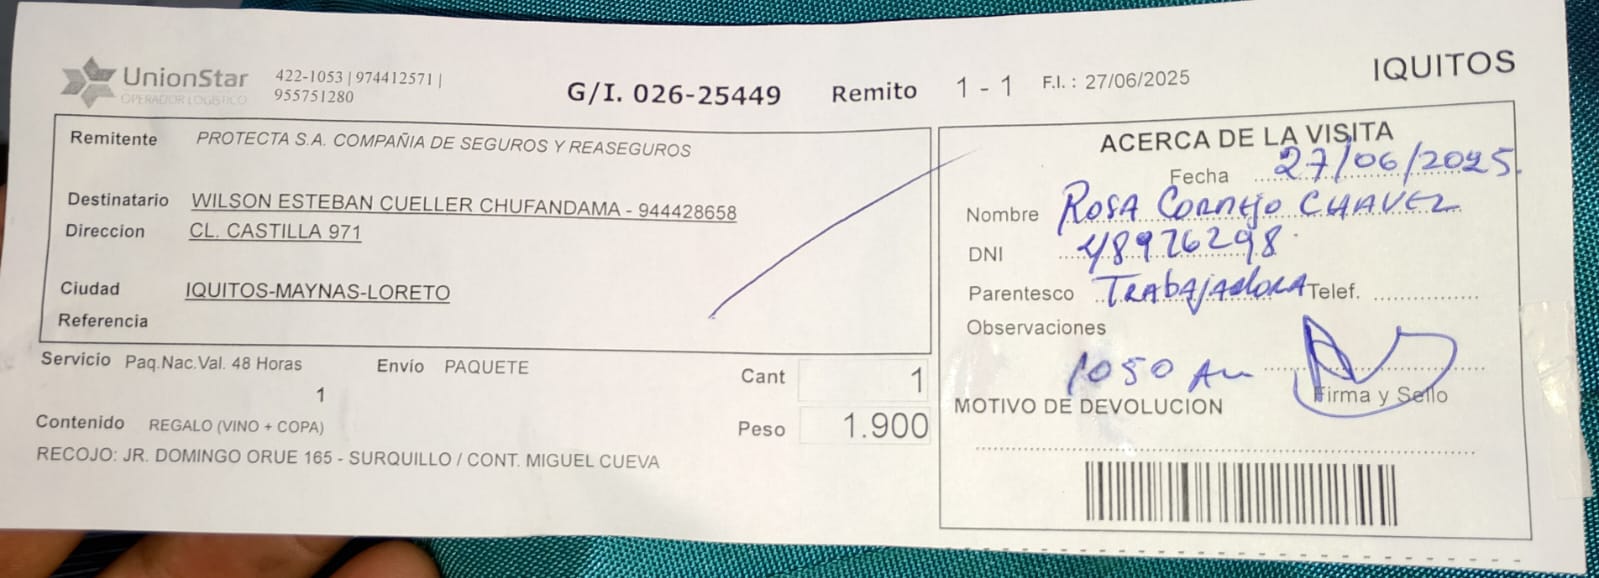 UnionStar
OPERADOR LOGISTICO
422-1053 | 974412571 |
955751280
G/I. 026-25449
Remito 1 - 1
F.I. : 27/06/2025
IQUITOS
Remitente PROTECTA S.A. COMPAÑIA DE SEGUROS Y REASEGUROS
Destinatario WILSON ESTEBAN CUELLER CHUFANDAMA - 944428658
Direccion CL. CASTILLA 971
Ciudad IQUITOS-MAYNAS-LORETO
Referencia
Servicio Paq.Nac.Val. 48 Horas Envío PAQUETE
1
Cant 1
Contenido REGALO (VINO + COPA)
Peso 1.900
RECOJO: JR. DOMINGO ORUE 165 - SURQUILLO / CONT. MIGUEL CUEVA
ACERCA DE LA VISITA
Fecha 27/06/2025.
Nombre ROSA CORNEJO CHAVEZ
DNI 48926298
Parentesco TRABAJADORA Telef.
Observaciones
1050 AM
Firma y Sello
MOTIVO DE DEVOLUCION